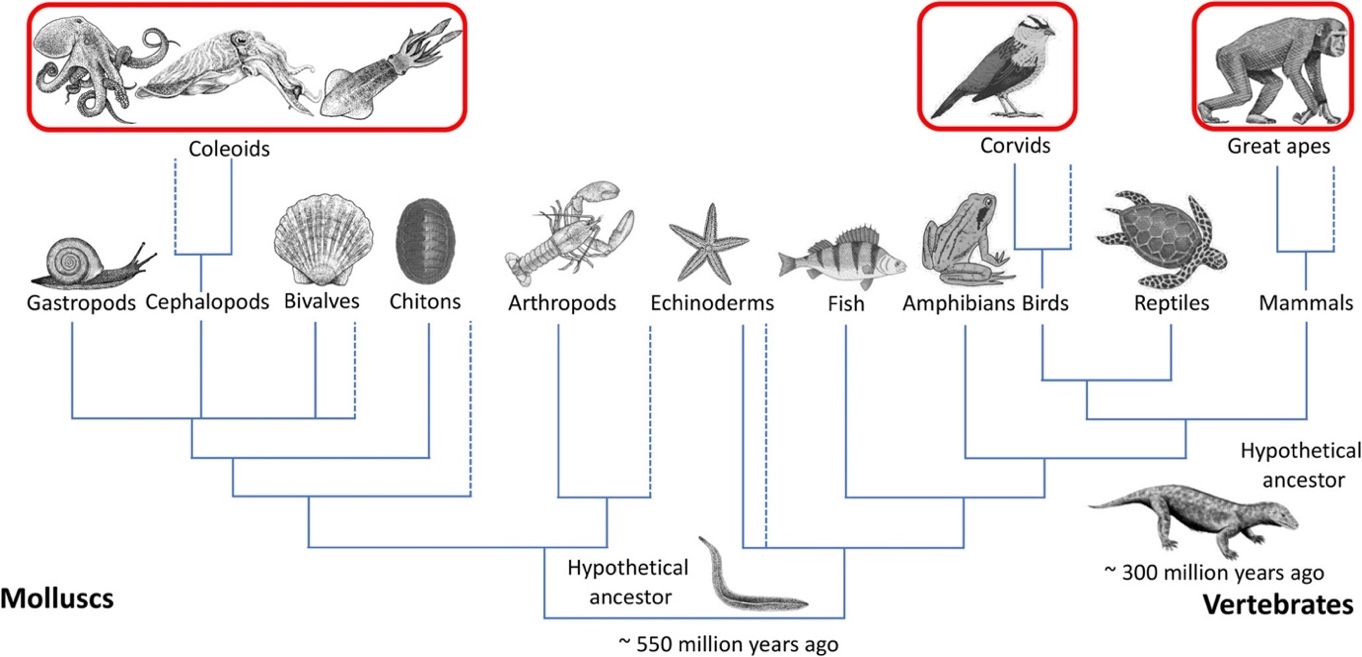 Coleoids
Corvids
Great apes
Gastropods
Cephalopods
Bivalves
Chitons
Arthropods
Echinoderms
Fish
Amphibians
Birds
Reptiles
Mammals
Hypothetical
ancestor
~ 300 million years ago
Hypothetical
ancestor
Molluscs
Vertebrates
~ 550 million years ago